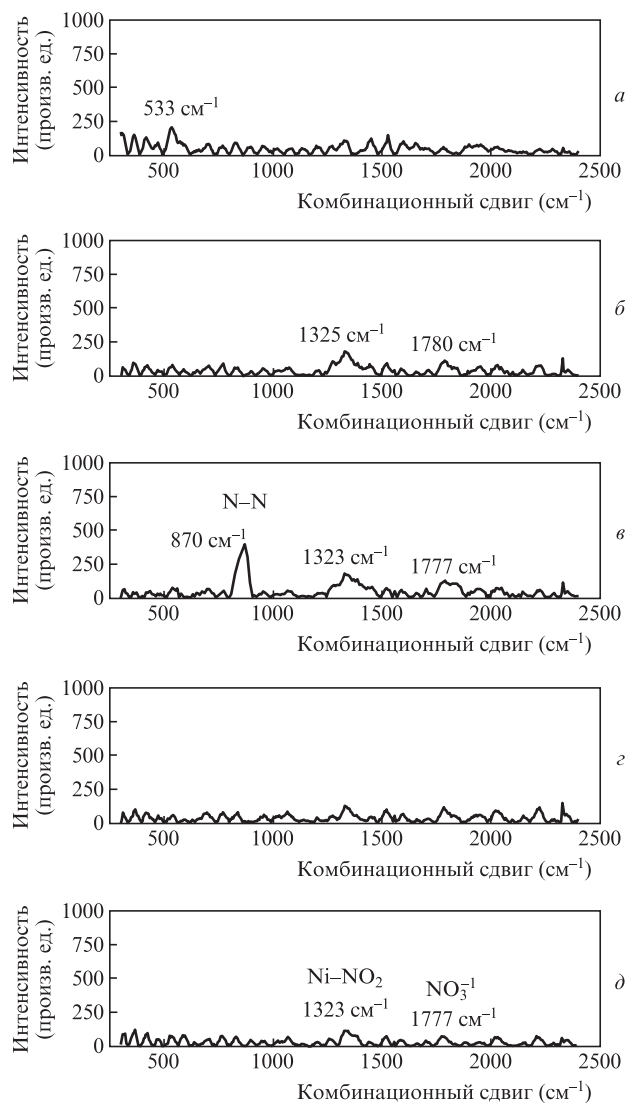 1000
Интенсивность
(произв. ед.)
750
500
250
0
533 см⁻¹
а
500 1000 1500 2000 2500
Комбинационный сдвиг (см⁻¹)
1000
Интенсивность
(произв. ед.)
750
500
250
0
1325 см⁻¹
1780 см⁻¹
б
500 1000 1500 2000 2500
Комбинационный сдвиг (см⁻¹)
1000
Интенсивность
(произв. ед.)
750
500
250
0
N–N
870 см⁻¹
1323 см⁻¹
1777 см⁻¹
в
500 1000 1500 2000 2500
Комбинационный сдвиг (см⁻¹)
1000
Интенсивность
(произв. ед.)
750
500
250
0
г
500 1000 1500 2000 2500
Комбинационный сдвиг (см⁻¹)
1000
Интенсивность
(произв. ед.)
750
500
250
0
Ni–NO₂
1323 см⁻¹
NO₃⁻¹
1777 см⁻¹
д
500 1000 1500 2000 2500
Комбинационный сдвиг (см⁻¹)